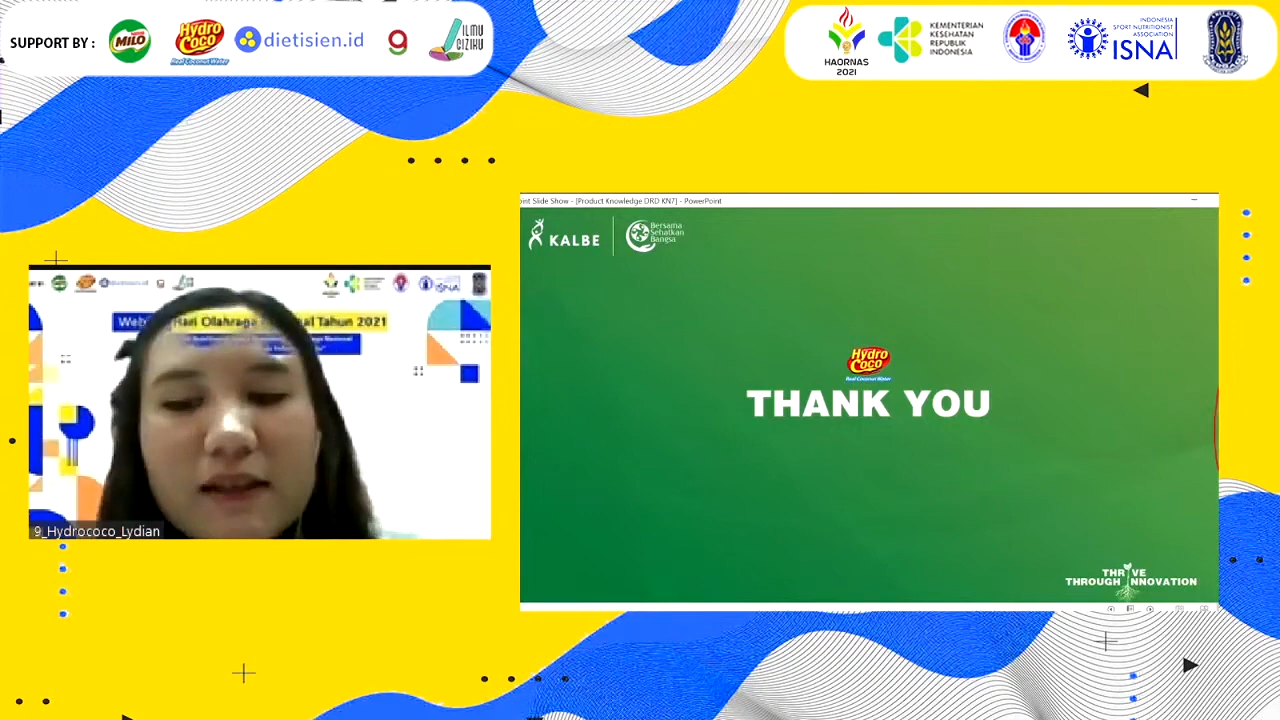 SUPPORT BY :
MILO
Hydro Coco
Real Coconut Water
dietisien.id
g
ILMU GIZIKU
HAORNAS
2021
KEMENTERIAN
KESEHATAN
REPUBLIK
INDONESIA
INDONESIA
SPORT NUTRITIONIST
ASSOCIATION
ISNA
oint Slide Show - [Product Knowledge DRD KN7] - PowerPoint
KALBE
Bersama
Sehatkan
Bangsa
Hari Olahraga
Tahun 2021
9_Hydrococo_Lydian
Hydro Coco
Real Coconut Water
THANK YOU
THRIVE
THROUGH INNOVATION